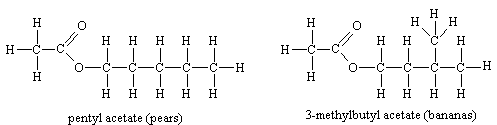 H O H H H H H
H C C C C C C C H
H O H H H H H
pentyl acetate (pears)
H H
H O H H C H H
H C C C C C C H
H O H H H H
3-methylbutyl acetate (bananas)